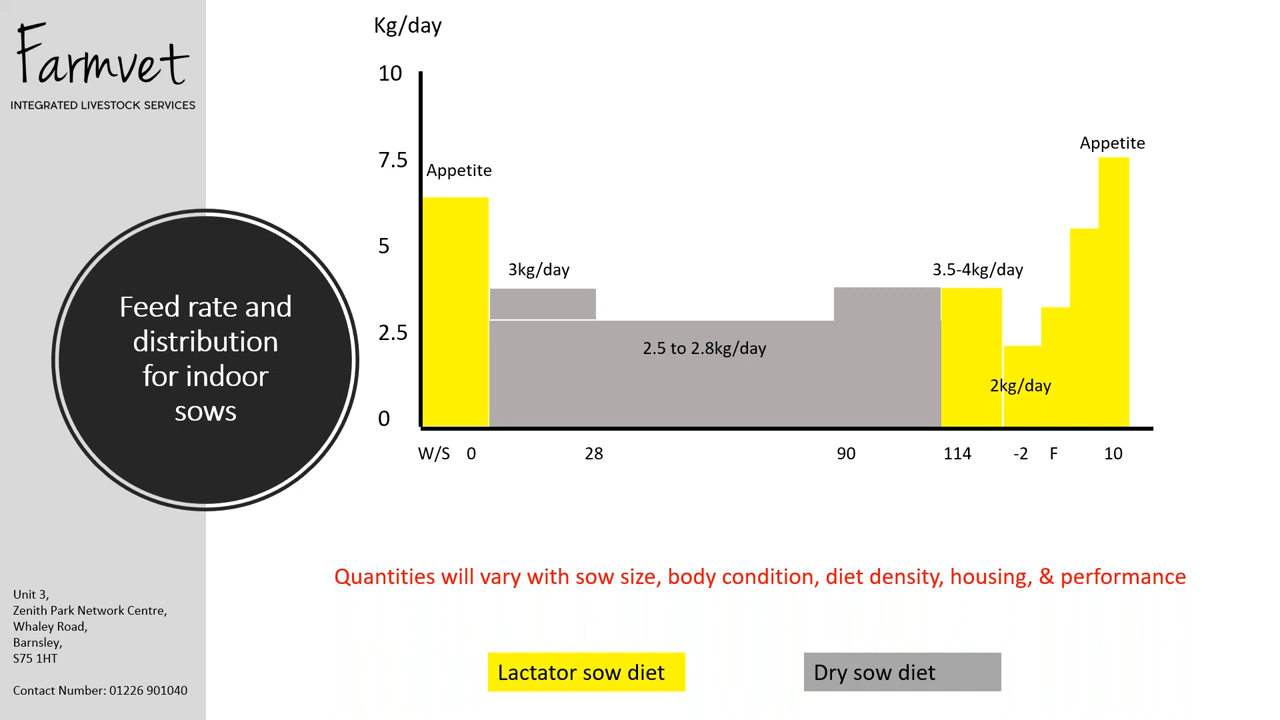 Farmvet
INTEGRATED LIVESTOCK SERVICES
Feed rate and
distribution
for indoor
sows
Unit 3,
Zenith Park Network Centre,
Whaley Road,
Barnsley,
S75 1HT
Contact Number: 01226 901040
Kg/day
10
7.5
5
2.5
0
Appetite
3kg/day
2.5 to 2.8kg/day
3.5-4kg/day
2kg/day
Appetite
W/S 0 28 90 114 -2 F 10
Quantities will vary with sow size, body condition, diet density, housing, & performance
Lactator sow diet
Dry sow diet